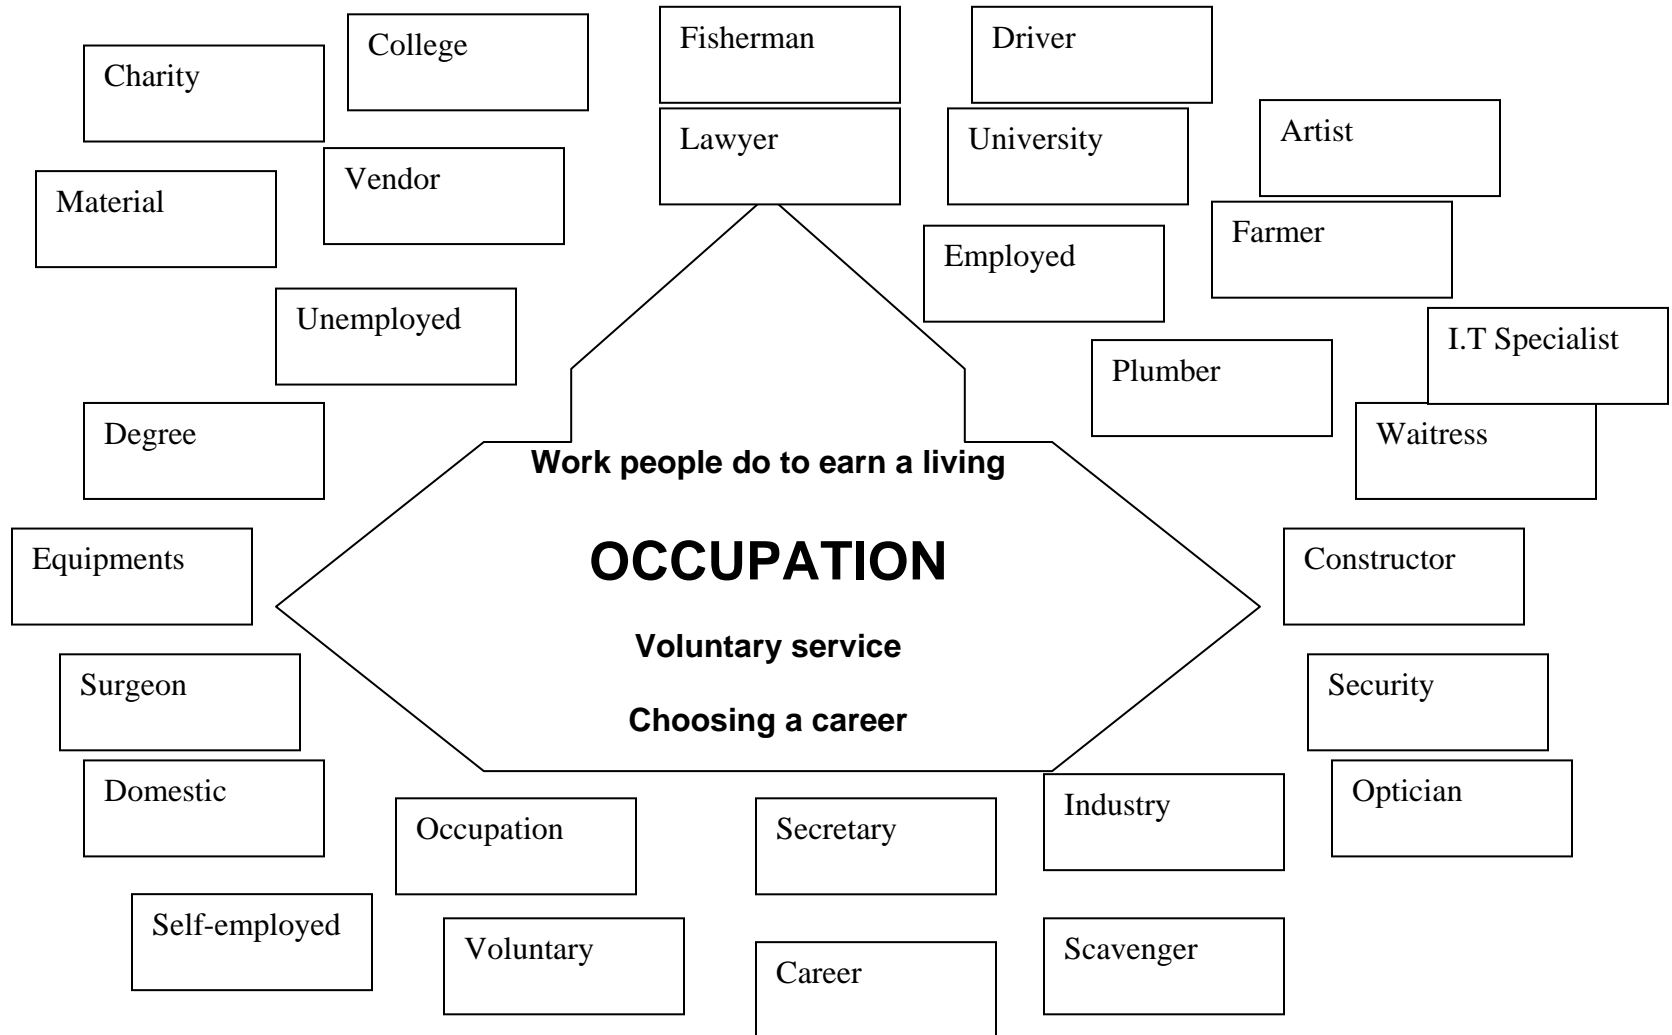 College
Fisherman
Driver
Charity
Lawyer
University
Artist
Vendor
Material
Farmer
Employed
Unemployed
I.T Specialist
Plumber
Degree
Waitress
Work people do to earn a living
OCCUPATION
Equipments
Constructor
Voluntary service
Surgeon
Security
Choosing a career
Domestic
Optician
Industry
Occupation
Secretary
Self-employed
Voluntary
Scavenger
Career